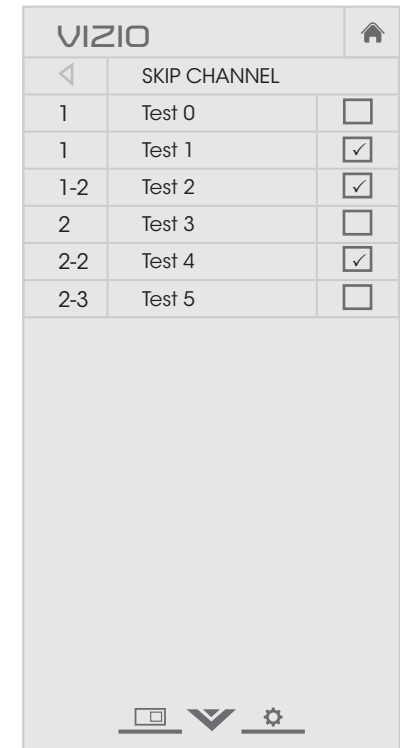 VIZIO
SKIP CHANNEL
1 Test 0
1 Test 1
1-2 Test 2
2 Test 3
2-2 Test 4
2-3 Test 5